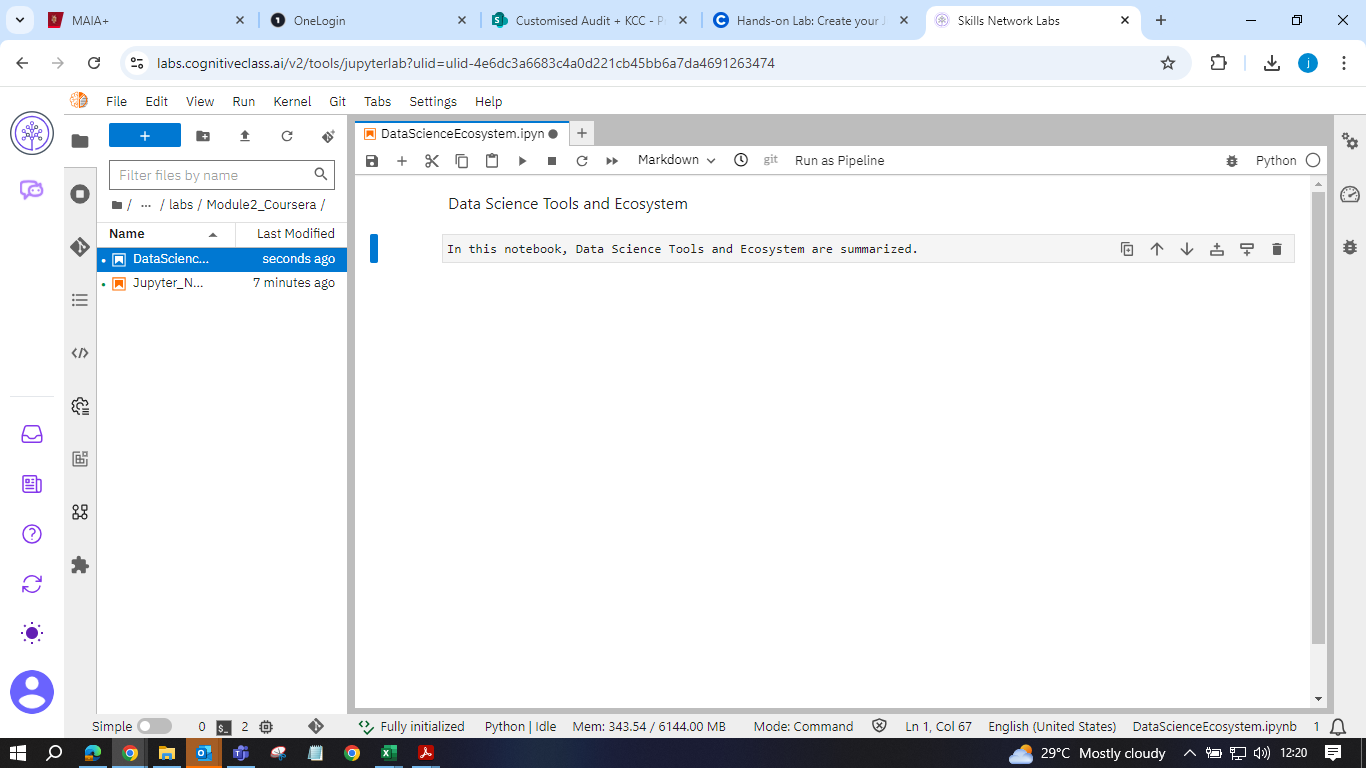 MAIA+
OneLogin
Customised Audit + KCC - P
Hands-on Lab: Create your J
Skills Network Labs
labs.cognitiveclass.ai/v2/tools/jupyterlab?ulid=ulid-4e6dc3a6683c4a0d221cb45bb6a7da4691263474
j
File Edit View Run Kernel Git Tabs Settings Help
DataScienceEcosystem.ipyn
Markdown
git
Run as Pipeline
Python
Filter files by name
/ ··· / labs / Module2_Coursera /
Name Last Modified
DataScienc... seconds ago
Jupyter_N... 7 minutes ago
Data Science Tools and Ecosystem
In this notebook, Data Science Tools and Ecosystem are summarized.
Simple 0 2 Fully initialized Python | Idle Mem: 343.54 / 6144.00 MB Mode: Command Ln 1, Col 67 English (United States) DataScienceEcosystem.ipynb 1
29°C Mostly cloudy 12:20